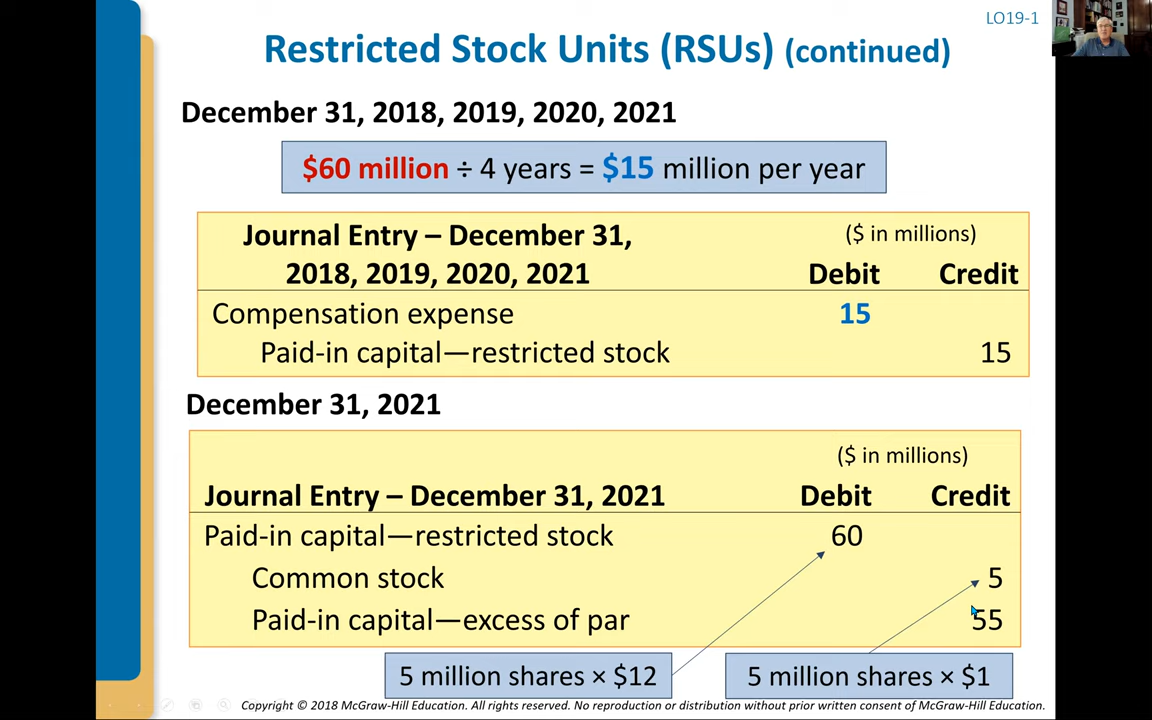 LO19-1
Restricted Stock Units (RSUs) (continued)
December 31, 2018, 2019, 2020, 2021
$60 million ÷ 4 years = $15 million per year
Journal Entry – December 31, ($ in millions)
2018, 2019, 2020, 2021 Debit Credit
Compensation expense 15
Paid-in capital—restricted stock 15
December 31, 2021
($ in millions)
Journal Entry – December 31, 2021 Debit Credit
Paid-in capital—restricted stock 60
Common stock 5
Paid-in capital—excess of par 55
5 million shares × $12 5 million shares × $1
Copyright © 2018 McGraw-Hill Education. All rights reserved. No reproduction or distribution without prior written consent of McGraw-Hill Education.